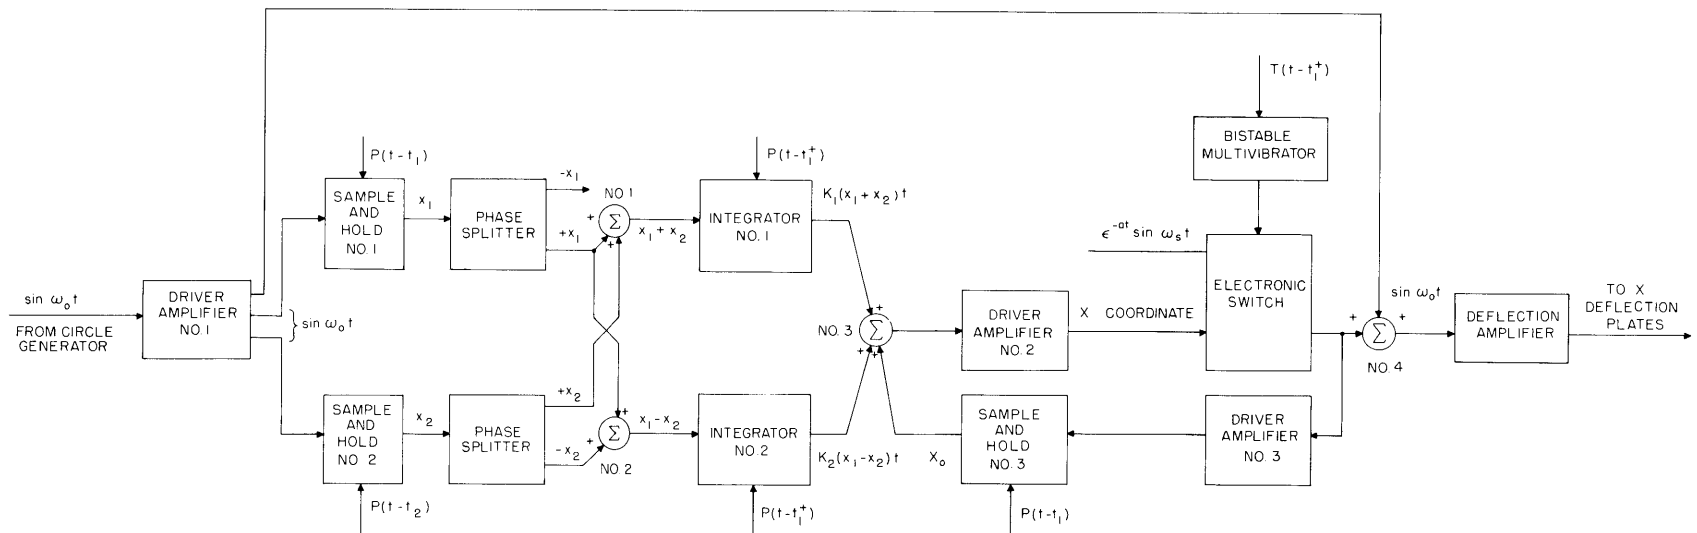 sin ω₀t
FROM CIRCLE
GENERATOR
DRIVER
AMPLIFIER
NO.1
sin ω₀t
P(t-t₁)
SAMPLE
AND
HOLD
NO.1
x₁
PHASE
SPLITTER
-x₁
+x₁
NO.1
+
Σ
+
x₁+x₂
P(t-t₁⁺)
INTEGRATOR
NO.1
K₁(x₁+x₂)t
SAMPLE
AND
HOLD
NO.2
x₂
P(t-t₂)
PHASE
SPLITTER
+x₂
-x₂
+
Σ
+
NO.2
x₁-x₂
INTEGRATOR
NO.2
P(t-t₁⁺)
K₂(x₁-x₂)t
NO.3
+
Σ
+
+
X₀
DRIVER
AMPLIFIER
NO.2
X COORDINATE
SAMPLE
AND
HOLD
NO.3
P(t-t₁)
T(t-t₁⁺)
BISTABLE
MULTIVIBRATOR
ϵ⁻ᵃᵗ sin ωₛt
ELECTRONIC
SWITCH
DRIVER
AMPLIFIER
NO.3
sin ω₀t
+
+
Σ
NO.4
DEFLECTION
AMPLIFIER
TO X
DEFLECTION
PLATES